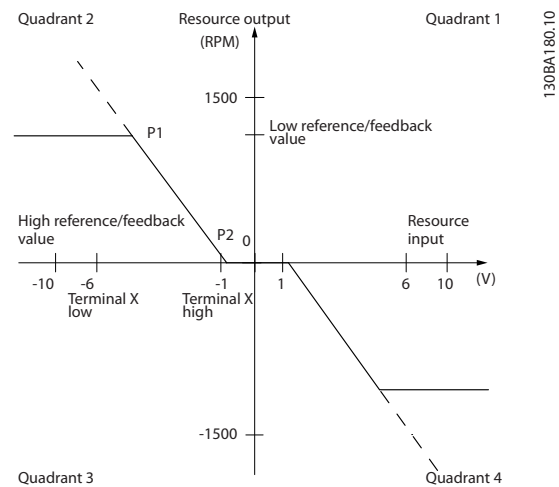 Quadrant 2
Resource output
(RPM)
Quadrant 1
130BA180.10
1500
P1
Low reference/feedback
value
High reference/feedback
value
P2
0
Resource
input
(V)
-10
-6
-1
1
6
10
Terminal X
low
Terminal X
high
-1500
Quadrant 3
Quadrant 4